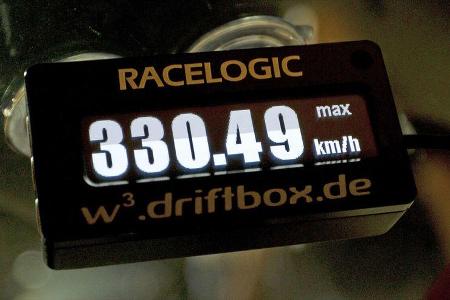 RACELOGIC
330.49 max
km/h
w³.driftbox.de